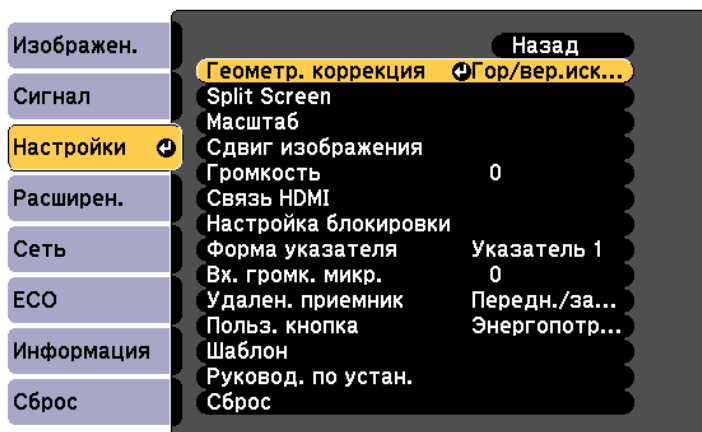 Изображен.
Сигнал
Настройки
Расширен.
Сеть
ECO
Информация
Сброс
Назад
Геометр. коррекция Гор/вер.иск...
Split Screen
Масштаб
Сдвиг изображения
Громкость 0
Связь HDMI
Настройка блокировки
Форма указателя Указатель 1
Вх. громк. микр. 0
Удален. приемник Передн./за...
Польз. кнопка Энергопотр...
Шаблон
Руковод. по устан.
Сброс